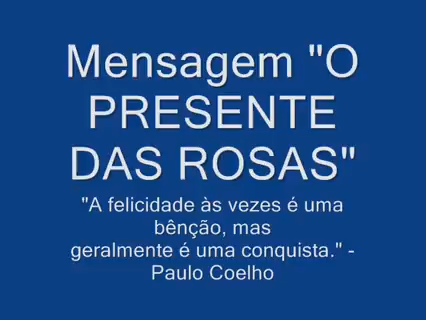 Mensagem "O
PRESENTE
DAS ROSAS"
"A felicidade às vezes é uma
bênção, mas
geralmente é uma conquista." -
Paulo Coelho